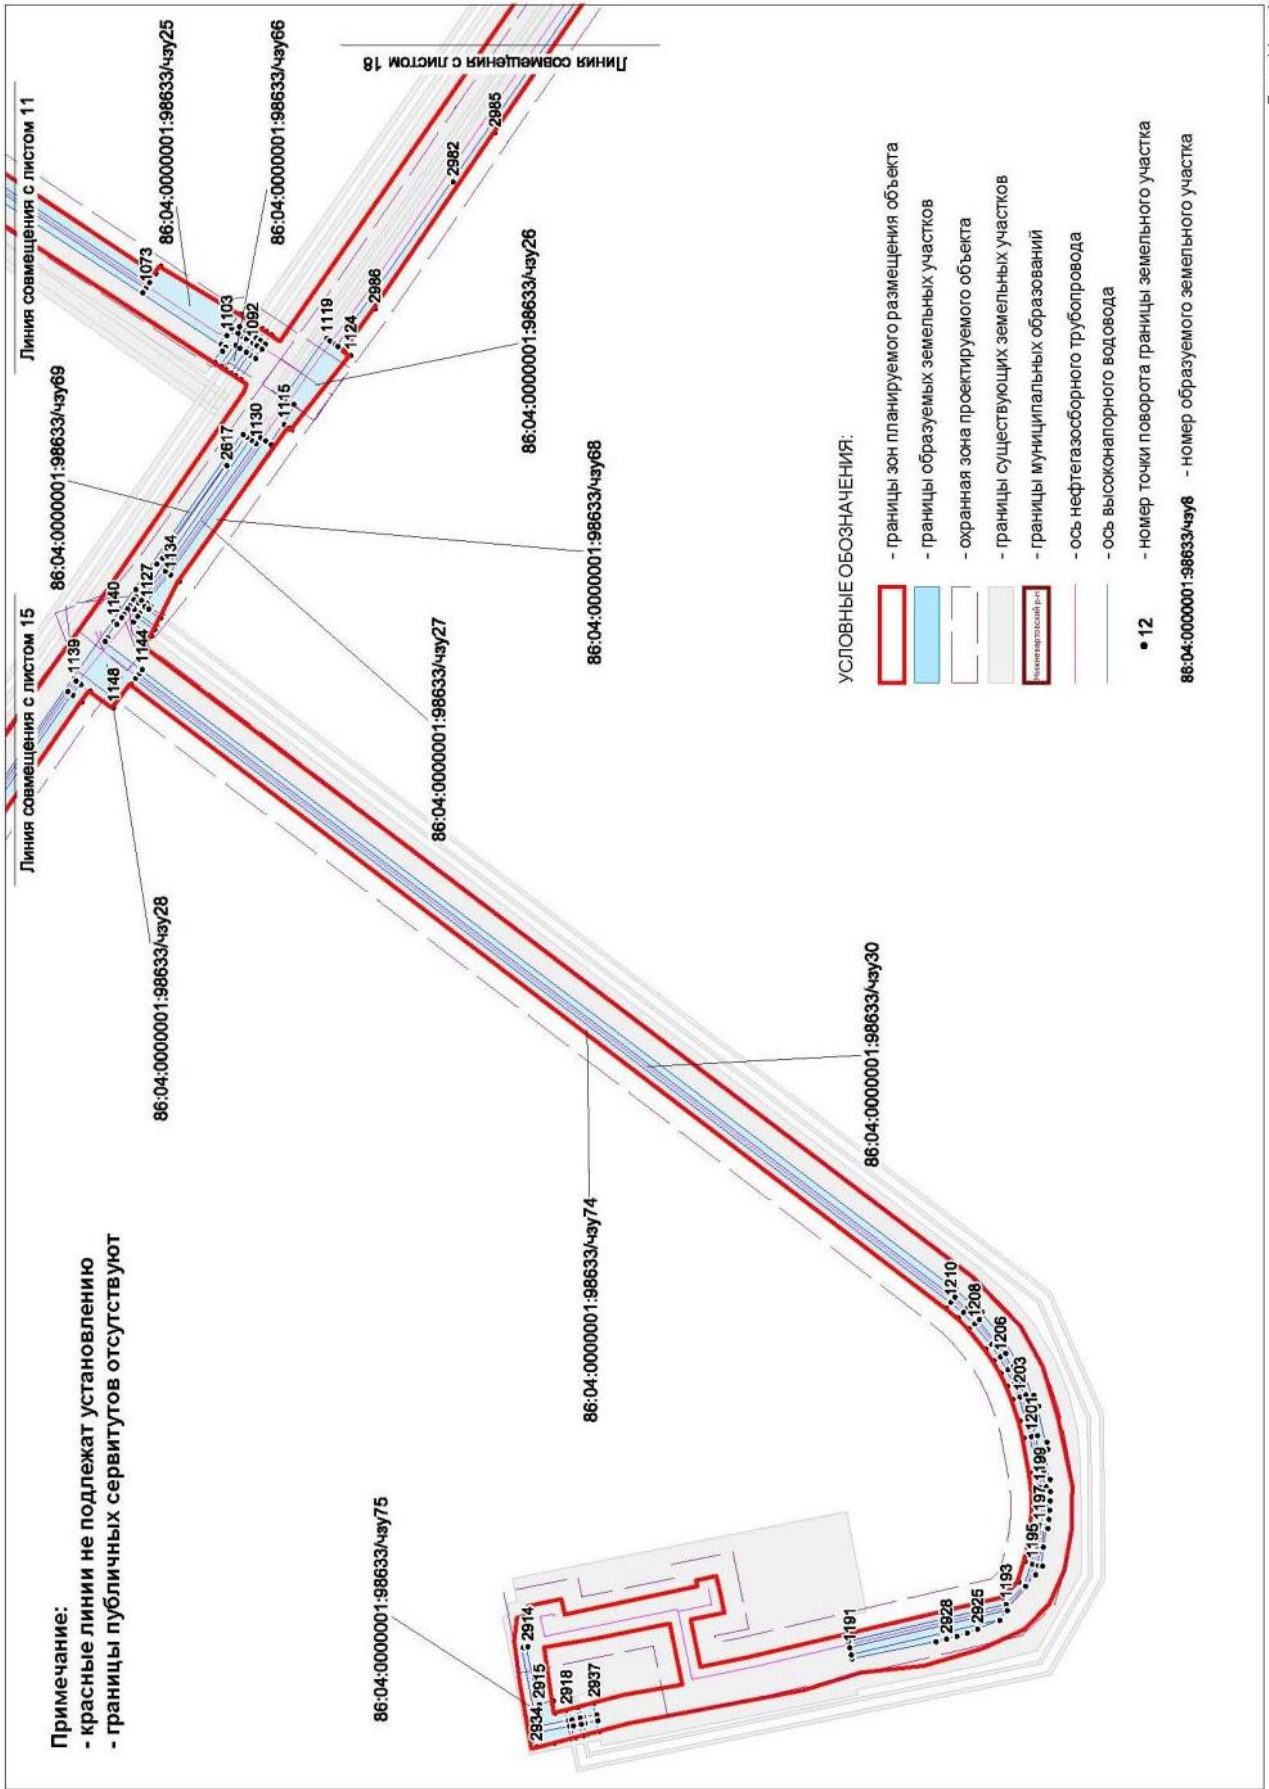 Примечание:
- красные линии не подлежат установлению
- границы публичных сервитутов отсутствуют
Линия совмещения с листом 15
Линия совмещения с листом 11
Линия совмещения с листом 18
86:04:0000001:98633/чзу69
86:04:0000001:98633/чзу25
86:04:0000001:98633/чзу66
86:04:0000001:98633/чзу28
86:04:0000001:98633/чзу26
86:04:0000001:98633/чзу68
86:04:0000001:98633/чзу27
86:04:0000001:98633/чзу75
86:04:0000001:98633/чзу74
86:04:0000001:98633/чзу30
1139
1140
1148
1144
1127
1134
2617
1130
1115
1073
1103
1092
1119
1124
2986
2982
2985
2914
2915
2934
2918
2937
1191
2928
2925
1193
1195
1197
1199
1201
1203
1206
1208
1210
УСЛОВНЫЕ ОБОЗНАЧЕНИЯ:
- границы зон планируемого размещения объекта
- границы образуемых земельных участков
- охранная зона проектируемого объекта
- границы существующих земельных участков
Нижневартовский р-н - границы муниципальных образований
- ось нефтегазосборного трубопровода
- ось высоконапорного водовода
12 - номер точки поворота границы земельного участка
86:04:0000001:98633/чзу8 - номер образуемого земельного участка